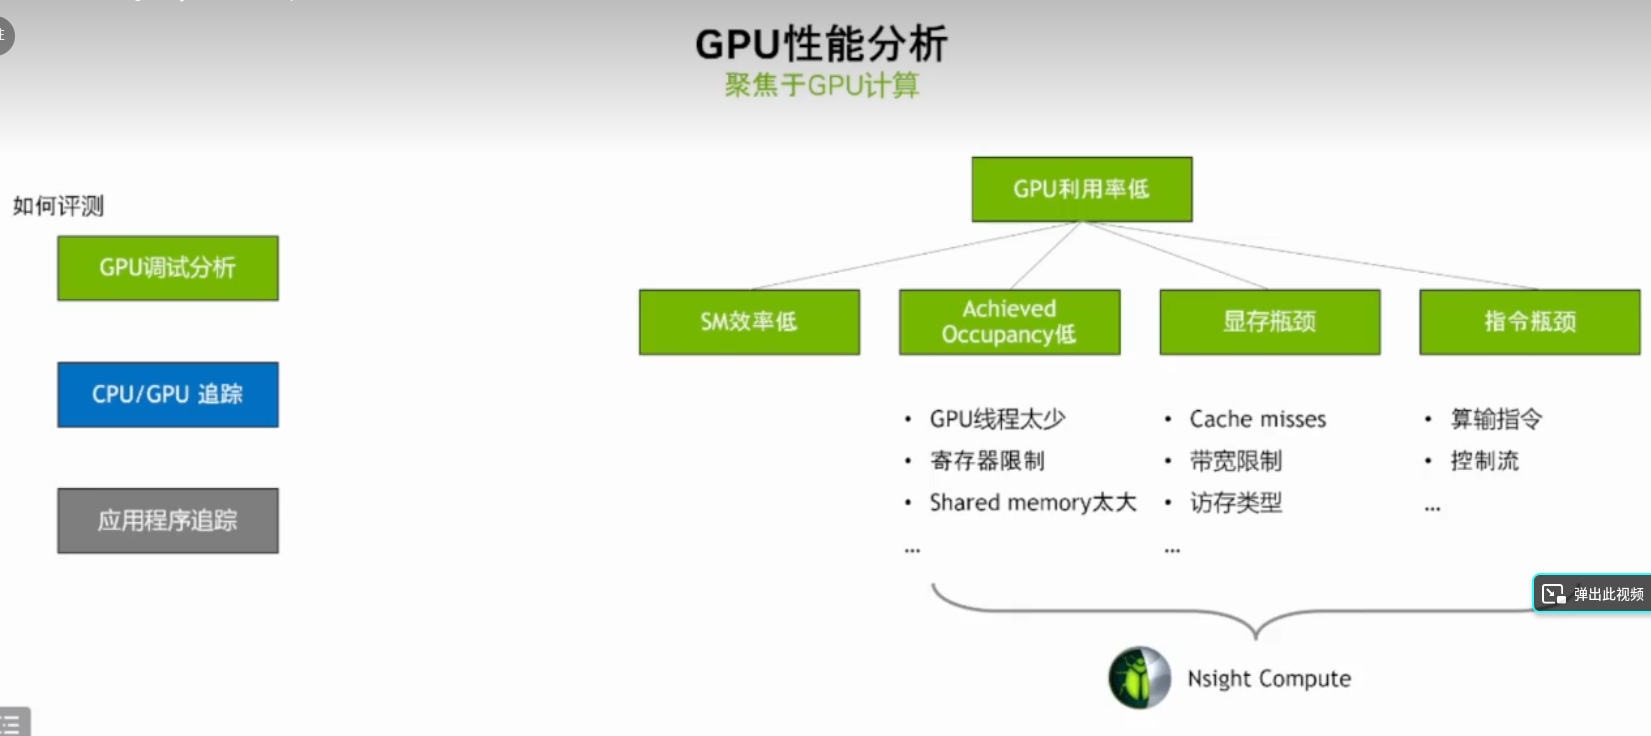 GPU性能分析
聚焦于GPU计算
如何评测
GPU调试分析
CPU/GPU 追踪
应用程序追踪
GPU利用率低
SM效率低
Achieved
Occupancy低
显存瓶颈
指令瓶颈
• GPU线程太少
• 寄存器限制
• Shared memory太大
...
• Cache misses
• 带宽限制
• 访存类型
...
• 算输指令
• 控制流
...
弹出此视频
Nsight Compute